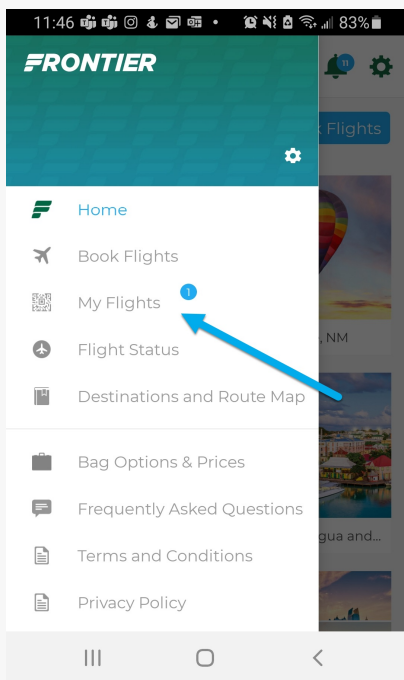 11:46
83%
FRONTIER
11
k Flights
Home
Book Flights
My Flights
1
, NM
Flight Status
Destinations and Route Map
Bag Options & Prices
Frequently Asked Questions
gua and...
Terms and Conditions
Privacy Policy